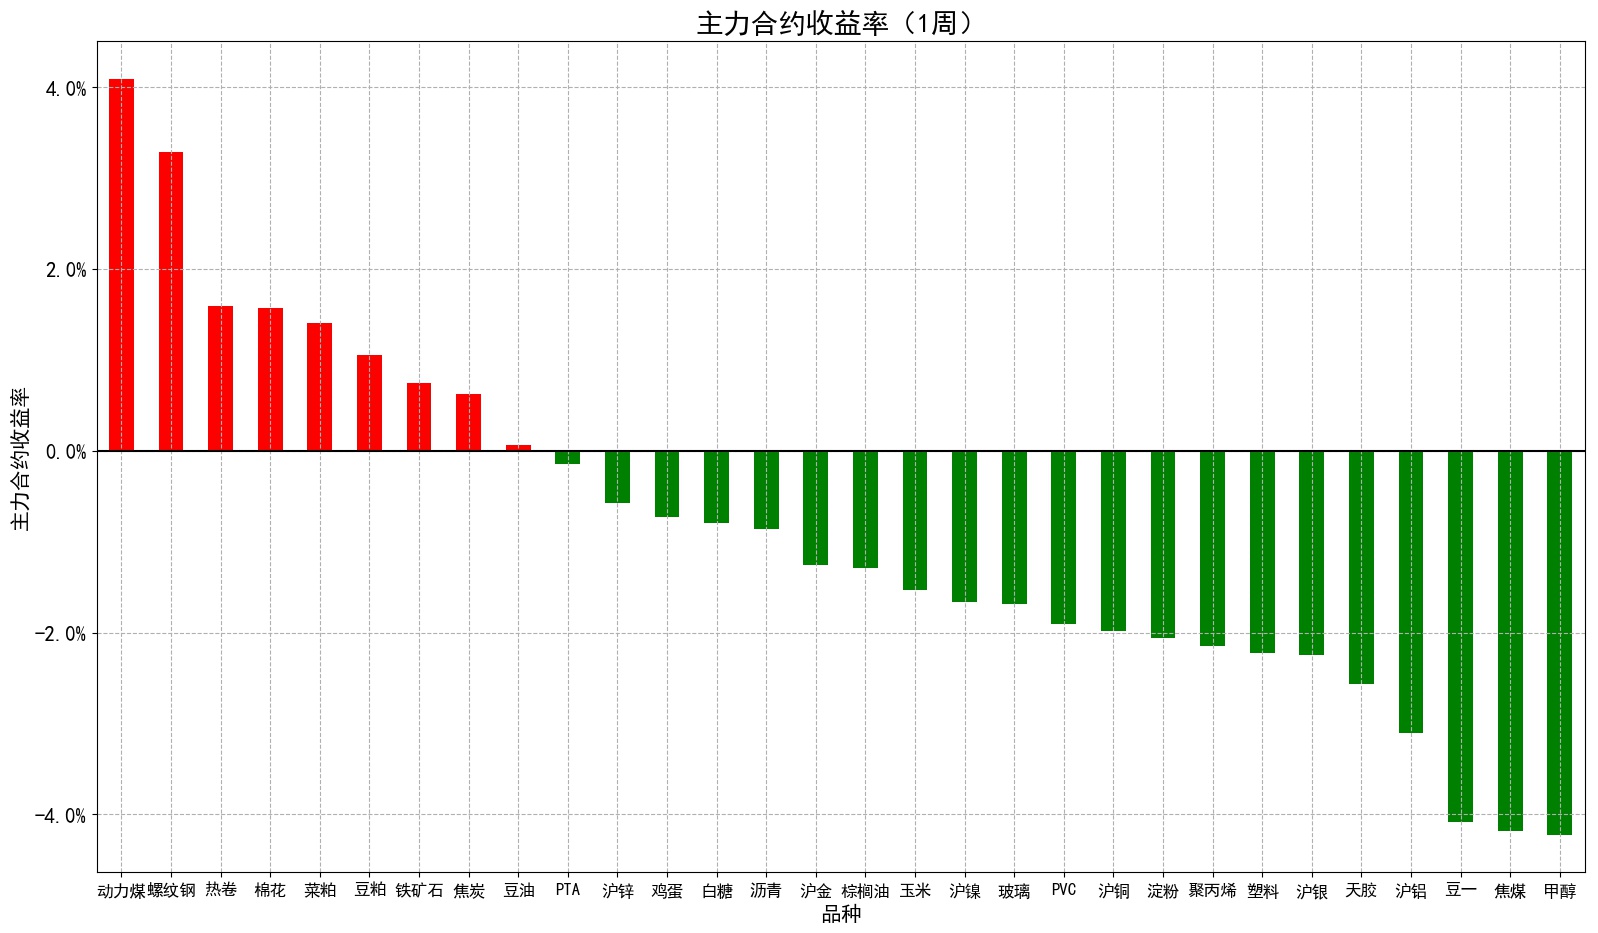 主力合约收益率（1周）
主力合约收益率
4.0%
2.0%
0.0%
-2.0%
-4.0%
动力煤 螺纹钢 热卷 棉花 菜粕 豆粕 铁矿石 焦炭 豆油 PTA 沪锌 鸡蛋 白糖 沥青 沪金 棕榈油 玉米 沪镍 玻璃 PVC 沪铜 淀粉 聚丙烯 塑料 沪银 天胶 沪铝 豆一 焦煤 甲醇
品种